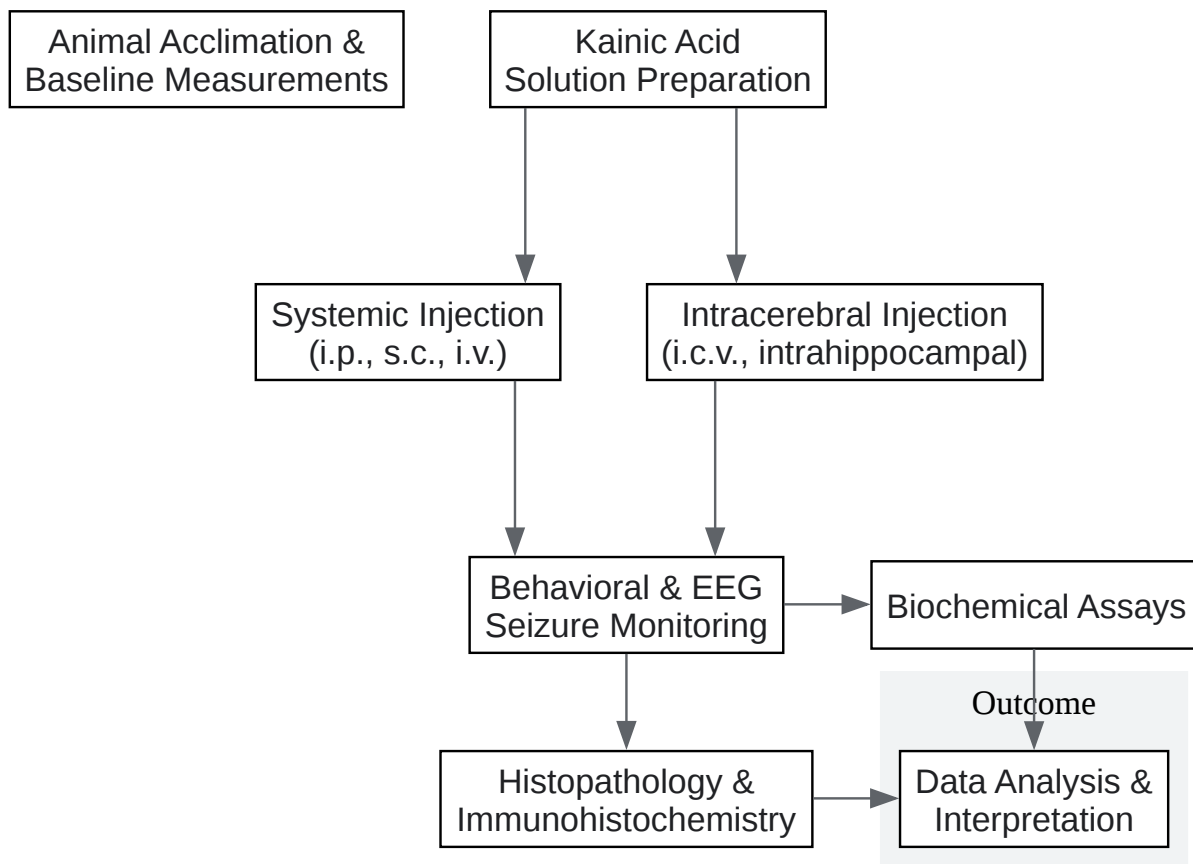 Animal Acclimation &
Baseline Measurements
Kainic Acid
Solution Preparation
Systemic Injection
(i.p., s.c., i.v.)
Intracerebral Injection
(i.c.v., intrahippocampal)
Behavioral & EEG
Seizure Monitoring
Biochemical Assays
Outcome
Histopathology &
Immunohistochemistry
Data Analysis &
Interpretation